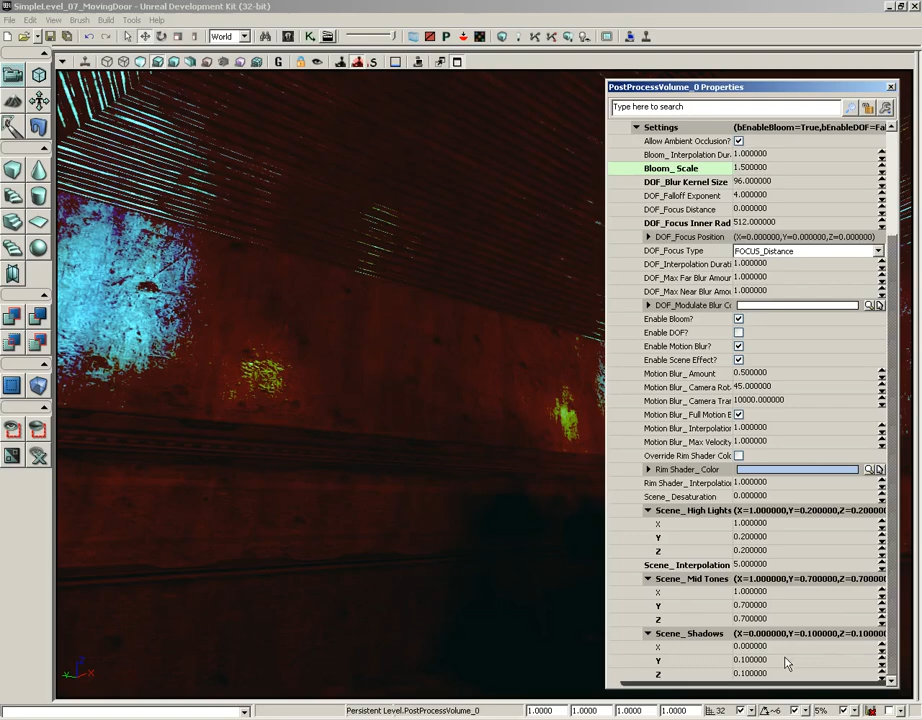 SimpleLevel_07_MovingDoor - Unreal Development Kit (32-bit)
File Edit View Brush Build Tools Help
World
G
PostProcessVolume_0 Properties
Type here to search
Settings (bEnableBloom=True,bEnableDOF=Fa
Allow Ambient Occlusion?
Bloom_ Interpolation Dur. 1.000000
Bloom_ Scale 1.500000
DOF_Blur Kernel Size 96.000000
DOF_Falloff Exponent 4.000000
DOF_Focus Distance 0.000000
DOF_Focus Inner Rad 512.000000
DOF_Focus Position (X=0.000000,Y=0.000000,Z=0.000000)
DOF_Focus Type FOCUS_Distance
DOF_Interpolation Durati 1.000000
DOF_Max Far Blur Amour 1.000000
DOF_Max Near Blur Amou 1.000000
DOF_Modulate Blur Cc
Enable Bloom?
Enable DOF?
Enable Motion Blur?
Enable Scene Effect?
Motion Blur_ Amount 0.500000
Motion Blur_ Camera Rot. 45.000000
Motion Blur_ Camera Trar 10000.000000
Motion Blur_ Full Motion E
Motion Blur_ Interpolation 1.000000
Motion Blur_ Max Velocity 1.000000
Override Rim Shader Colc
Rim Shader_ Color
Rim Shader_ Interpolatio 1.000000
Scene_ Desaturation 0.000000
Scene_ High Lights (X=1.000000,Y=0.200000,Z=0.200000
X 1.000000
Y 0.200000
Z 0.200000
Scene_ Interpolation 5.000000
Scene_ Mid Tones (X=1.000000,Y=0.700000,Z=0.700000
X 1.000000
Y 0.700000
Z 0.700000
Scene_ Shadows (X=0.000000,Y=0.100000,Z=0.100000
X 0.000000
Y 0.100000
Z 0.100000
Z
Y X
Persistent Level.PostProcessVolume_0 1.0000 1.0000 1.0000 1.0000 32 ~6 5%